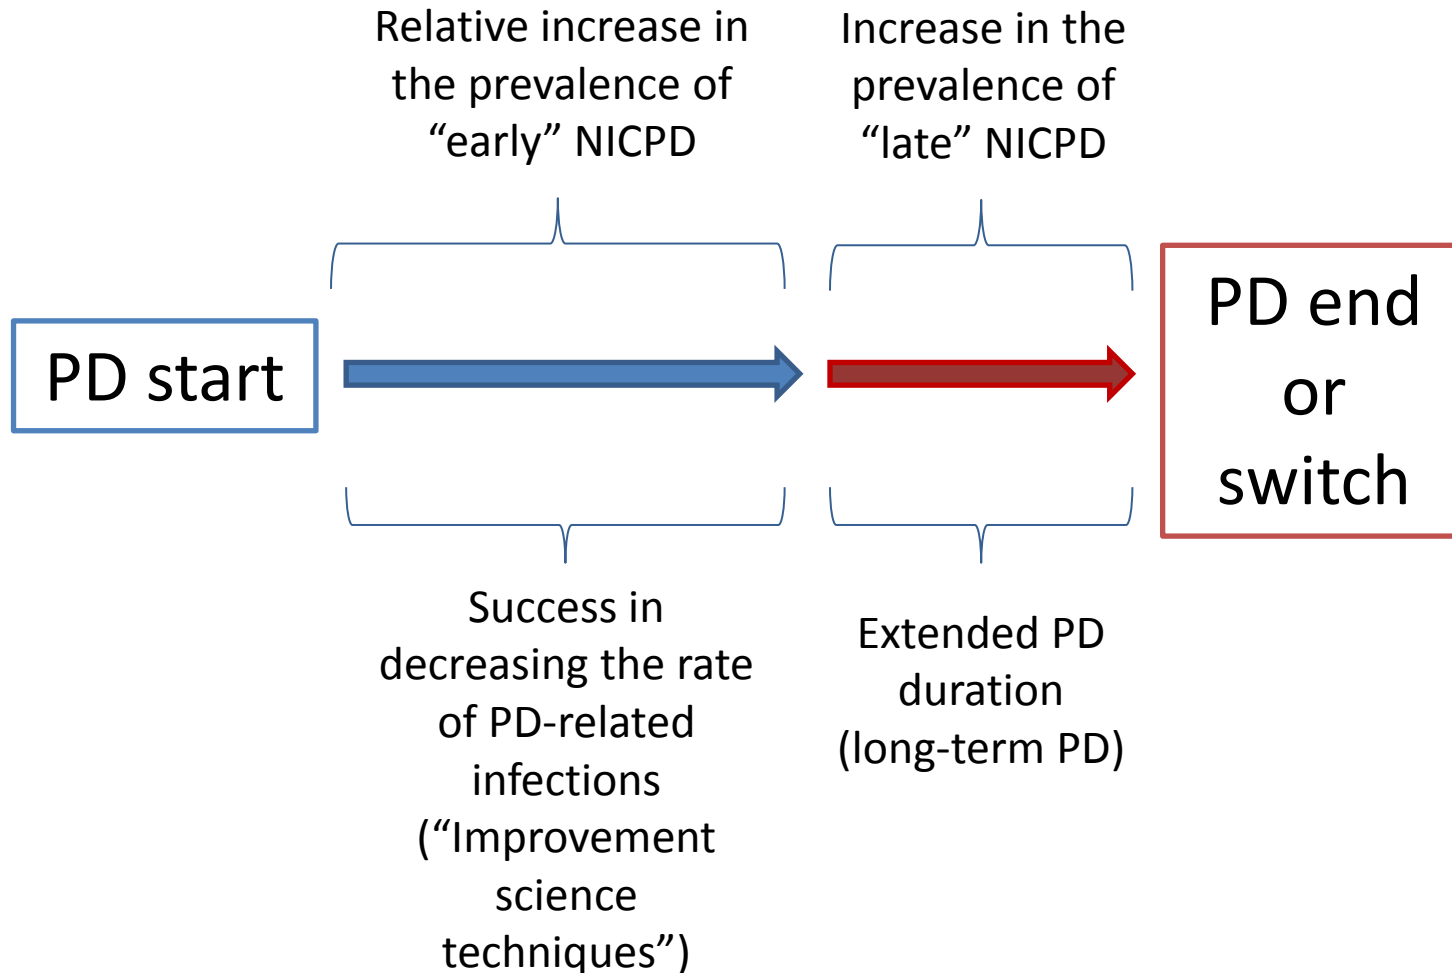 Relative increase in
the prevalence of
“early” NICPD
Increase in the
prevalence of
“late” NICPD
PD start
PD end
or
switch
Success in
decreasing the rate
of PD-related
infections
(“Improvement
science
techniques”)
Extended PD
duration
(long-term PD)